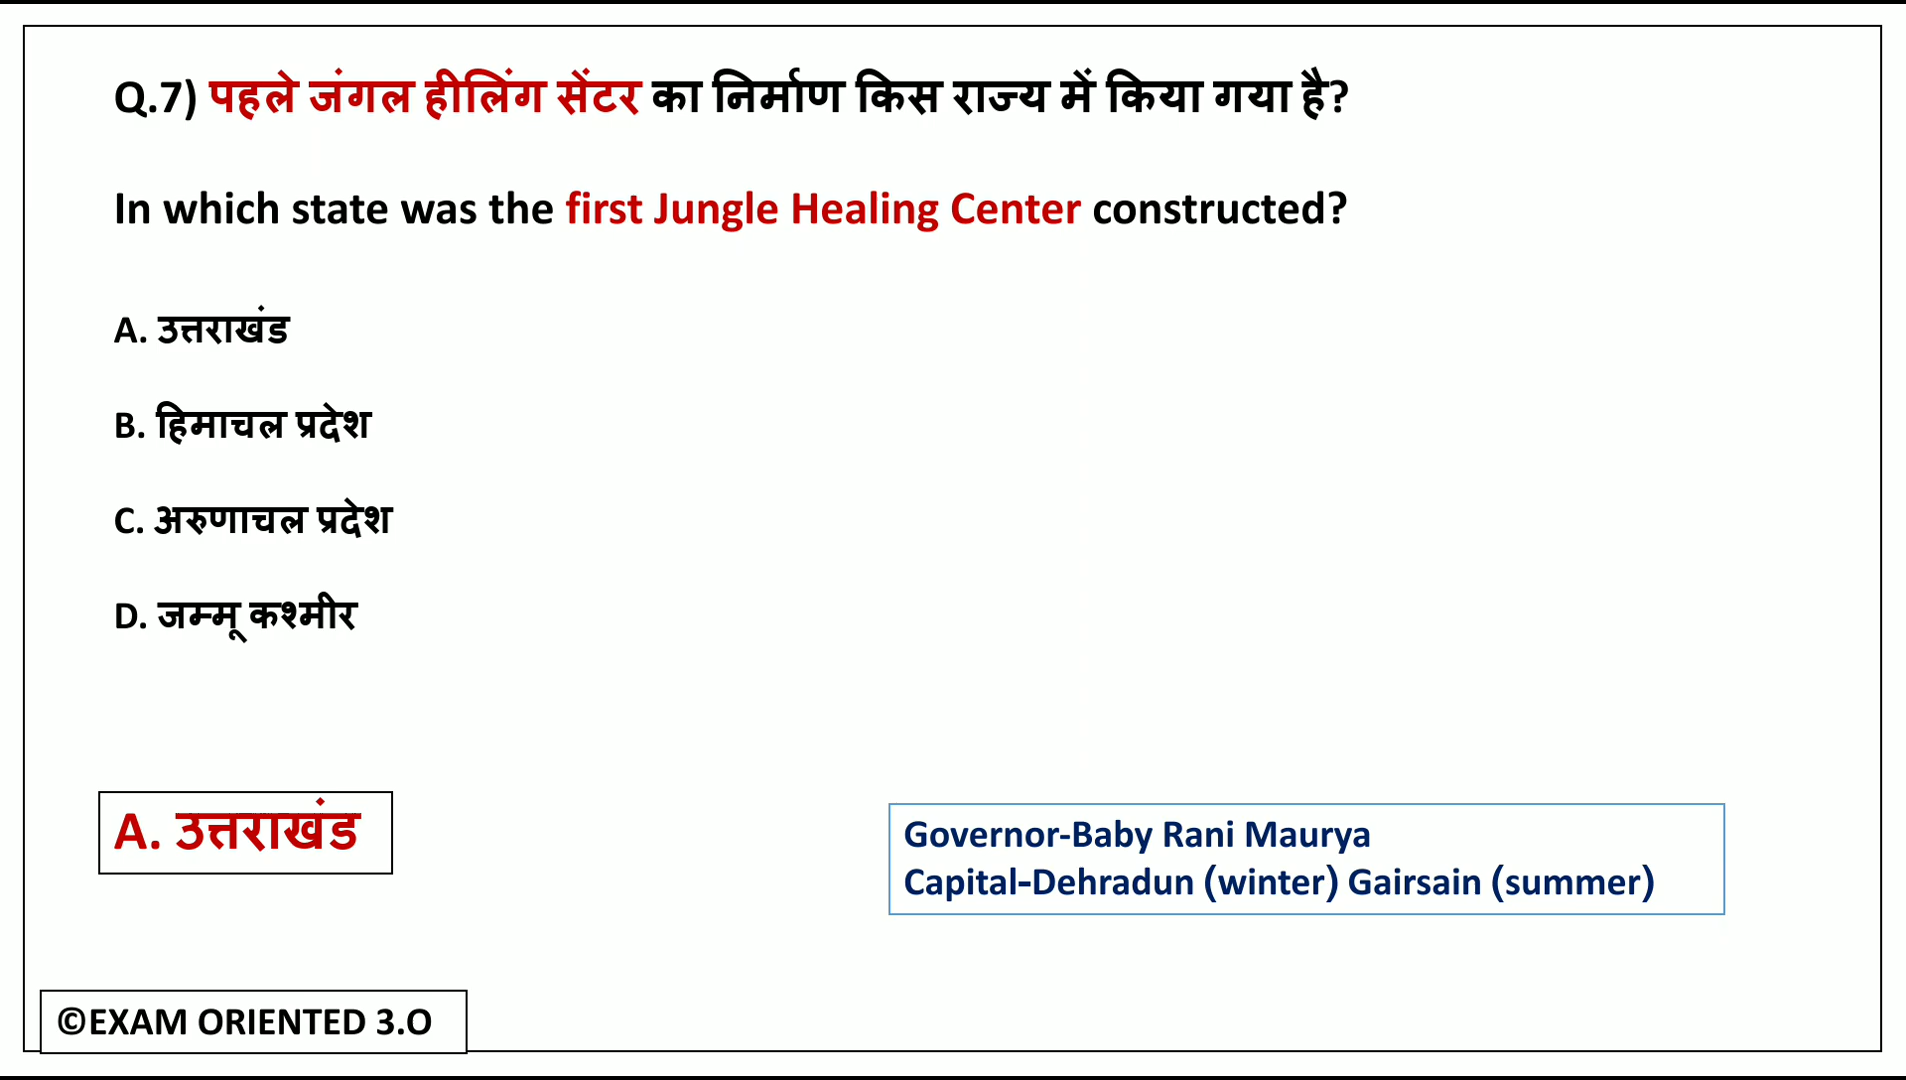 Q.7) पहले जंगल हीलिंग सेंटर का निर्माण किस राज्य में किया गया है?
In which state was the first Jungle Healing Center constructed?
A. उत्तराखंड
B. हिमाचल प्रदेश
C. अरुणाचल प्रदेश
D. जम्मू कश्मीर
A. उत्तराखंड
Governor-Baby Rani Maurya
Capital-Dehradun (winter) Gairsain (summer)
©EXAM ORIENTED 3.O